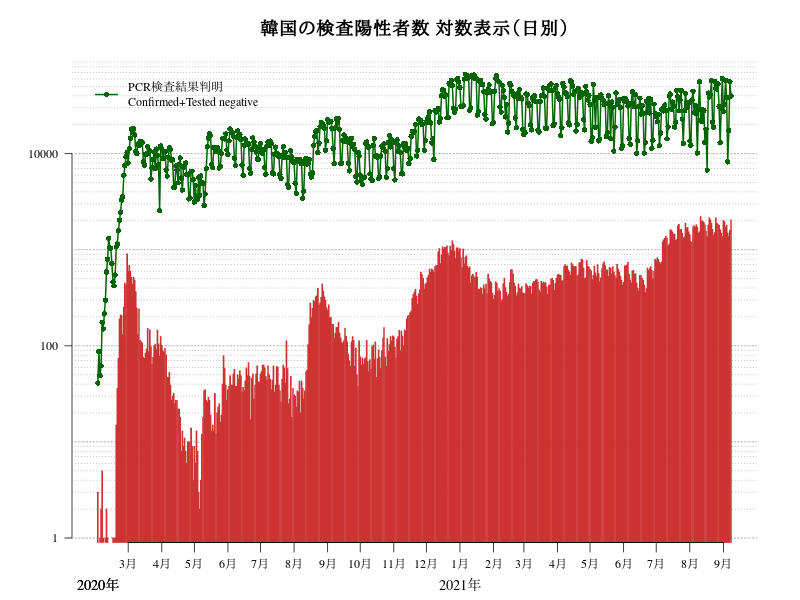 韓国の検査陽性者数 対数表示（日別）
PCR検査結果判明
Confirmed+Tested negative
10000
100
1
3月 4月 5月 6月 7月 8月 9月 10月 11月 12月 1月 2月 3月 4月 5月 6月 7月 8月 9月
2020年 2021年